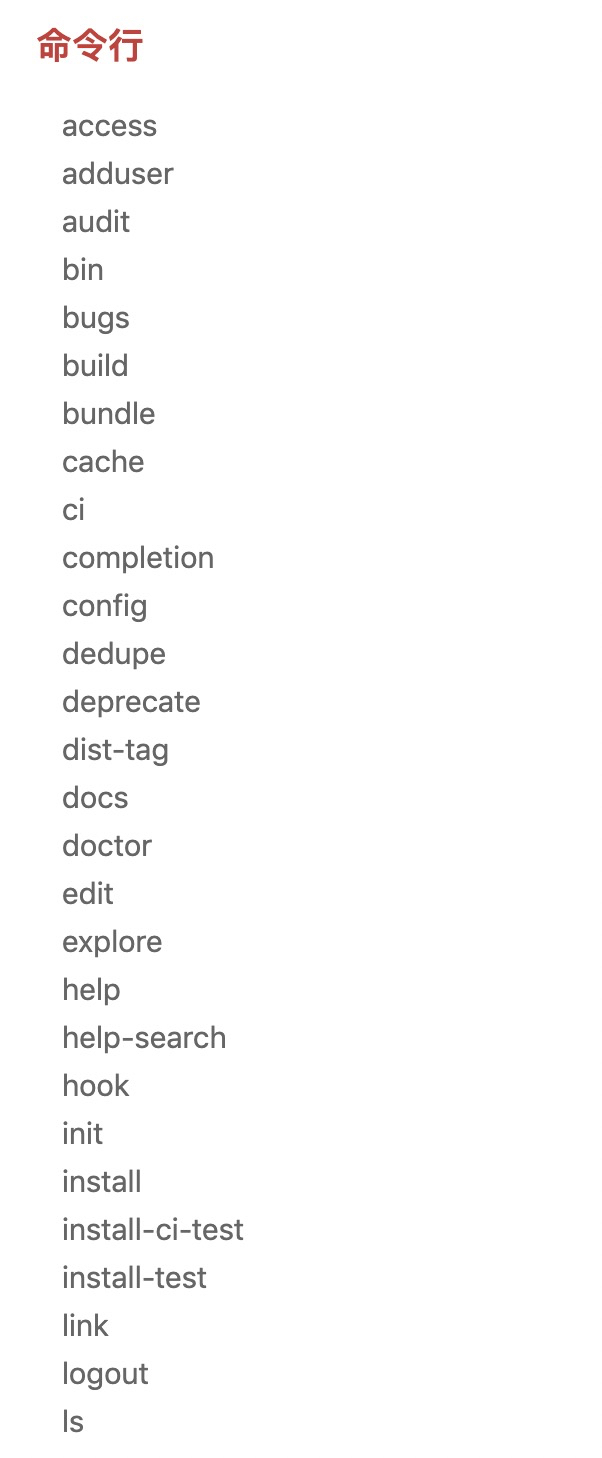 命令行
access
adduser
audit
bin
bugs
build
bundle
cache
ci
completion
config
dedupe
deprecate
dist-tag
docs
doctor
edit
explore
help
help-search
hook
init
install
install-ci-test
install-test
link
logout
ls